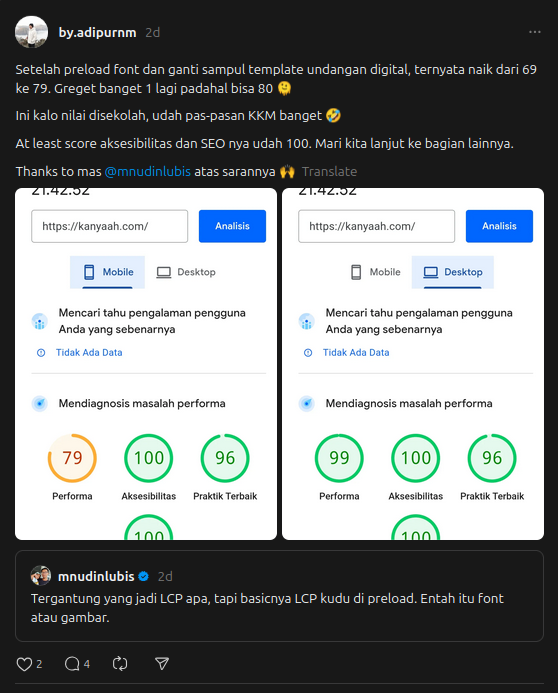 by.adipurnm 2d
Setelah preload font dan ganti sampul template undangan digital, ternyata naik dari 69
ke 79. Greget banget 1 lagi padahal bisa 80 🫠
Ini kalo nilai disekolah, udah pas-pasan KKM banget 🤣
At least score aksesibilitas dan SEO nya udah 100. Mari kita lanjut ke bagian lainnya.
Thanks to mas @mnudinlubis atas sarannya 🙌 Translate
21.42.52
https://kanyaah.com/ Analisis
Mobile Desktop
Mencari tahu pengalaman pengguna
Anda yang sebenarnya
Tidak Ada Data
Mendiagnosis masalah performa
79 100 96
Performa Aksesibilitas Praktik Terbaik
100
21.42.52
https://kanyaah.com/ Analisis
Mobile Desktop
Mencari tahu pengalaman pengguna
Anda yang sebenarnya
Tidak Ada Data
Mendiagnosis masalah performa
99 100 96
Performa Aksesibilitas Praktik Terbaik
100
mnudinlubis 2d
Tergantung yang jadi LCP apa, tapi basicnya LCP kudu di preload. Entah itu font
atau gambar.
2 4